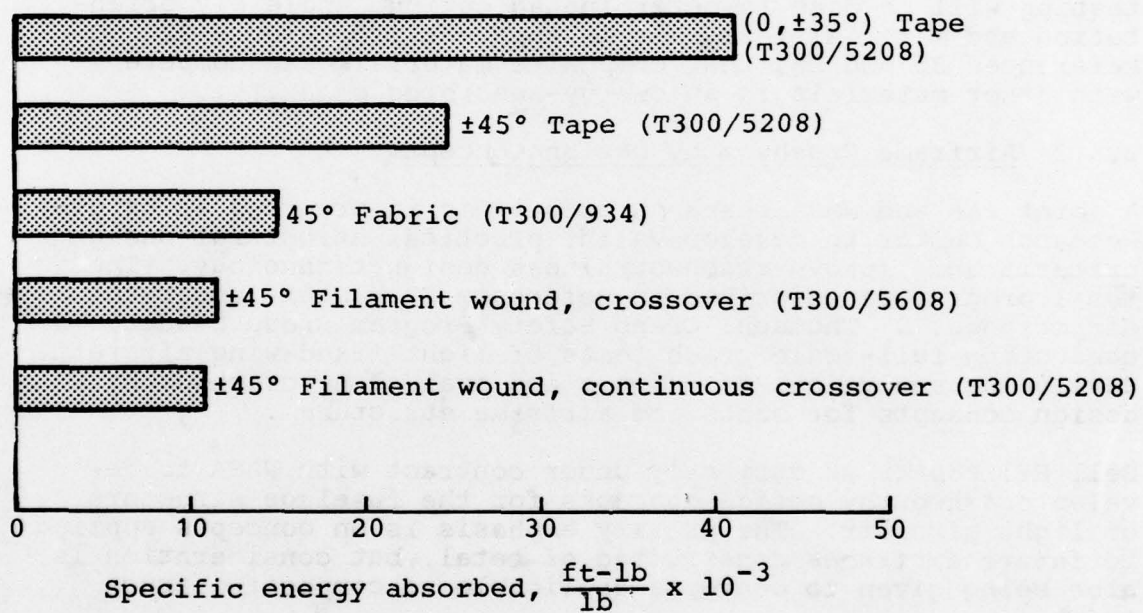 (0,±35°) Tape
(T300/5208)
±45° Tape (T300/5208)
45° Fabric (T300/934)
±45° Filament wound, crossover (T300/5608)
±45° Filament wound, continuous crossover (T300/5208)
0 10 20 30 40 50
Specific energy absorbed, ft-lb/lb x 10⁻³